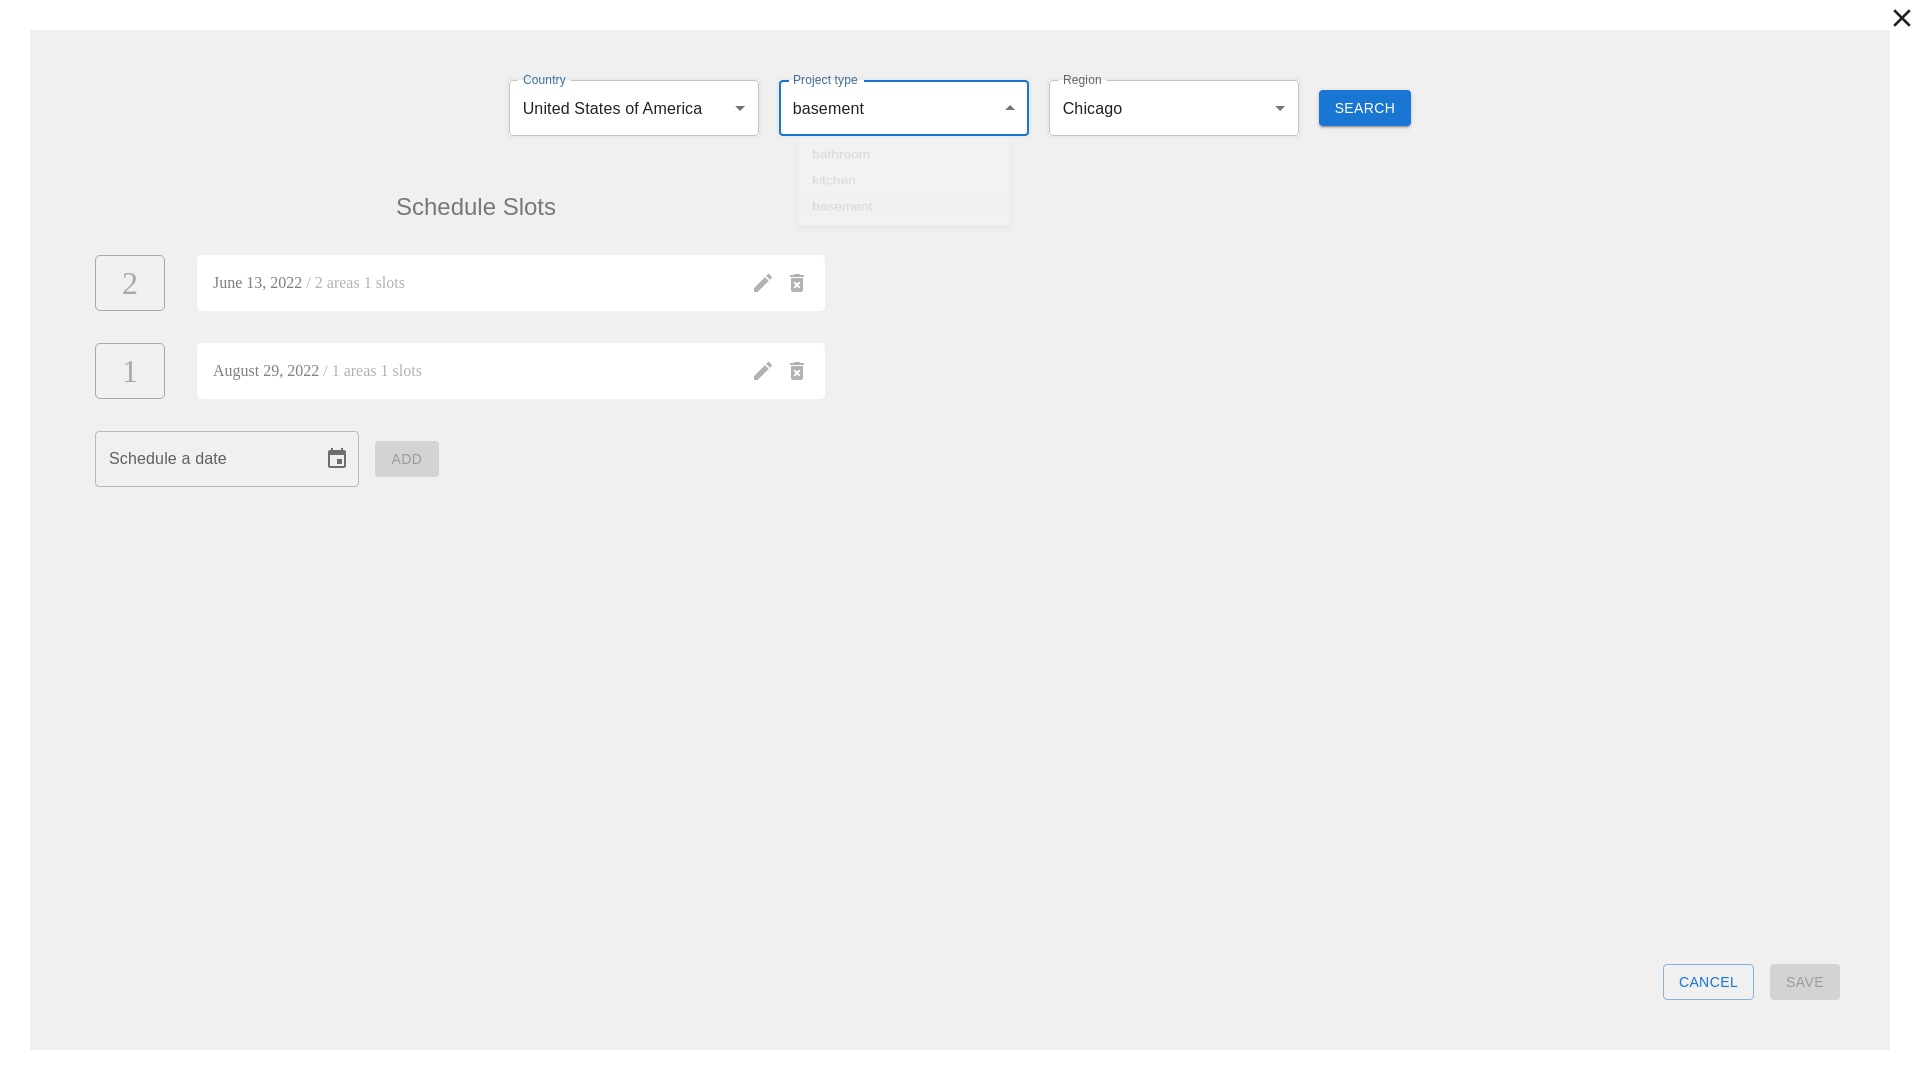 Country
Project type
Region
United States of America
basement
Chicago
SEARCH
bathroom
kitchen
basement
Schedule Slots
2
June 13, 2022 / 2 areas 1 slots
1
August 29, 2022 / 1 areas 1 slots
Schedule a date
ADD
CANCEL
SAVE